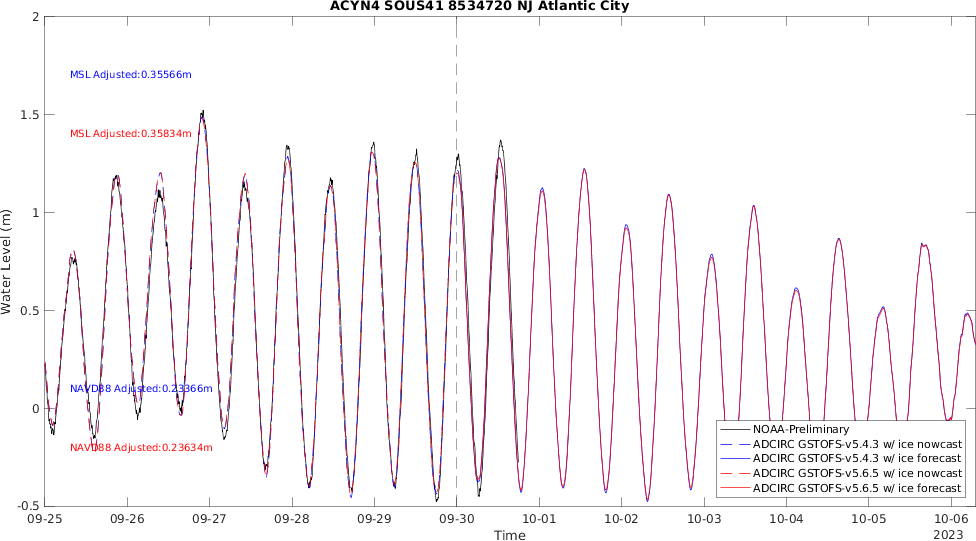 ACYN4 SOUS41 8534720 NJ Atlantic City
2
1.5
1
0.5
0
-0.5
Water Level (m)
MSL Adjusted:0.35566m
MSL Adjusted:0.35834m
NAVD88 Adjusted:0.23366m
NAVD88 Adjusted:0.23634m
NOAA-Preliminary
ADCIRC GSTOFS-v5.4.3 w/ ice nowcast
ADCIRC GSTOFS-v5.4.3 w/ ice forecast
ADCIRC GSTOFS-v5.6.5 w/ ice nowcast
ADCIRC GSTOFS-v5.6.5 w/ ice forecast
09-25 09-26 09-27 09-28 09-29 09-30 10-01 10-02 10-03 10-04 10-05 10-06
Time
2023